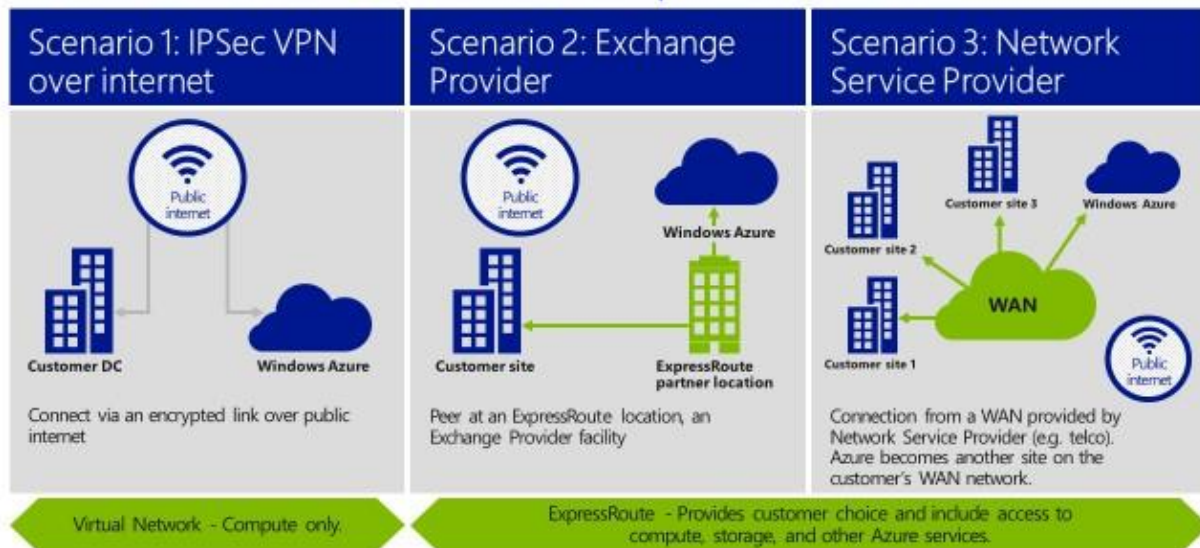 Scenario 1: IPSec VPN
over internet
Public
internet
Customer DC
Windows Azure
Connect via an encrypted link over public
internet
Scenario 2: Exchange
Provider
Public
internet
Windows Azure
Customer site
ExpressRoute
partner location
Peer at an ExpressRoute location, an
Exchange Provider facility
Scenario 3: Network
Service Provider
Customer site 3
Windows Azure
Customer site 2
WAN
Customer site 1
Public
internet
Connection from a WAN provided by
Network Service Provider (e.g. telco).
Azure becomes another site on the
customer's WAN network.
Virtual Network - Compute only.
ExpressRoute - Provides customer choice and include access to
compute, storage, and other Azure services.